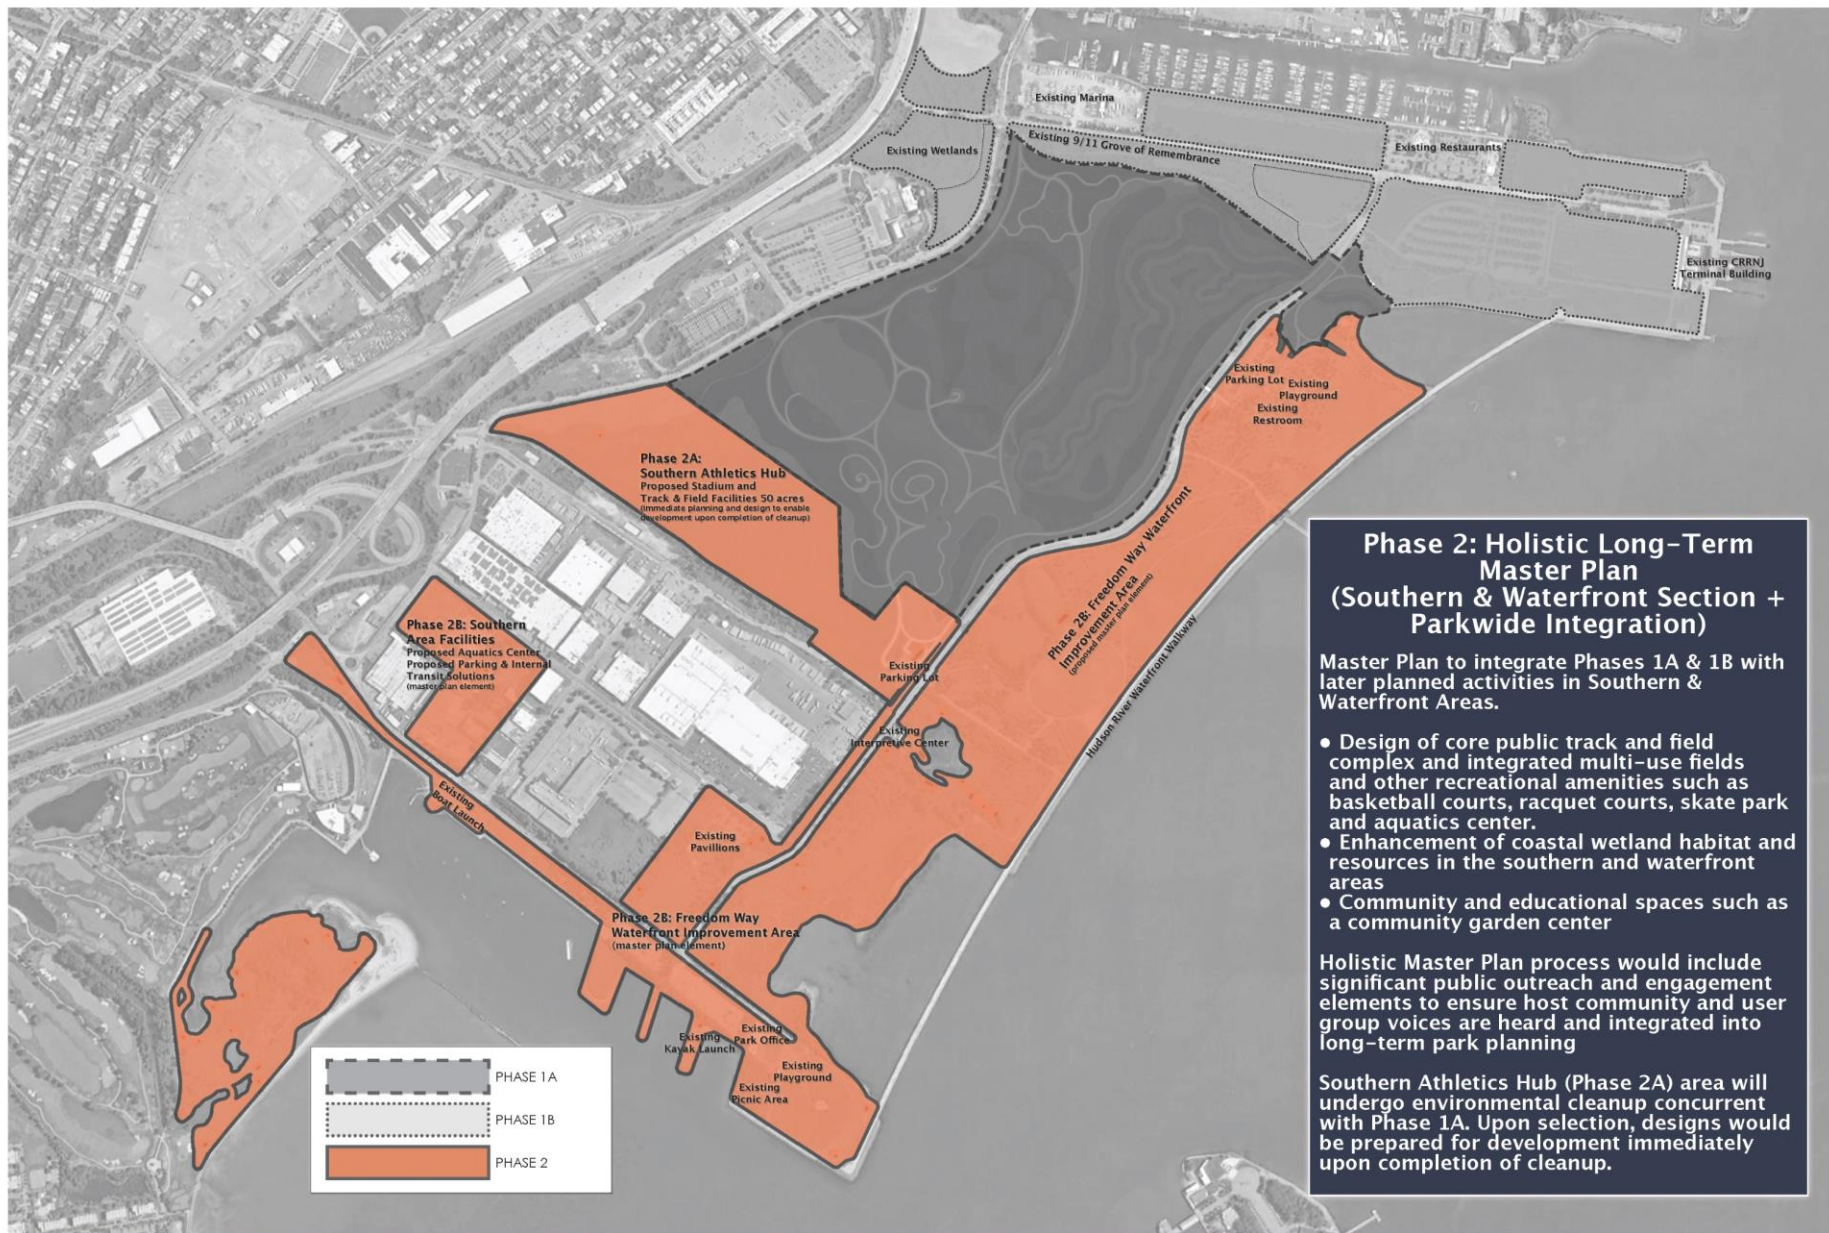 Existing Marina
Existing 9/11 Grove of Remembrance
Existing Wetlands
Existing Restaurants
Existing CRRNJ
Terminal Building
Existing
Parking Lot
Existing
Playground
Existing
Restroom
Phase 2A:
Southern Athletics Hub
Proposed Stadium and
Track & Field Facilities 50 acres
(immediate planning and design to enable
development upon completion of cleanup)
Phase 2B: Freedom Way Waterfront
Improvement Area
(proposed master plan element)
Hudson River Waterfront Walkway
Phase 2B: Southern
Area Facilities
Proposed Aquatics Center
Proposed Parking & Internal
Transit Solutions
(master plan element)
Existing
Parking Lot
Existing
Interpretive Center
Existing
Boat Launch
Existing
Pavillions
Phase 2B: Freedom Way
Waterfront Improvement Area
(master plan element)
Existing
Kayak Launch
Existing
Park Office
Existing
Playground
Existing
Picnic Area
PHASE 1A
PHASE 1B
PHASE 2
Phase 2: Holistic Long-Term
Master Plan
(Southern & Waterfront Section +
Parkwide Integration)
Master Plan to integrate Phases 1A & 1B with
later planned activities in Southern &
Waterfront Areas.
● Design of core public track and field
complex and integrated multi-use fields
and other recreational amenities such as
basketball courts, racquet courts, skate park
and aquatics center.
● Enhancement of coastal wetland habitat and
resources in the southern and waterfront
areas
● Community and educational spaces such as
a community garden center
Holistic Master Plan process would include
significant public outreach and engagement
elements to ensure host community and user
group voices are heard and integrated into
long-term park planning
Southern Athletics Hub (Phase 2A) area will
undergo environmental cleanup concurrent
with Phase 1A. Upon selection, designs would
be prepared for development immediately
upon completion of cleanup.